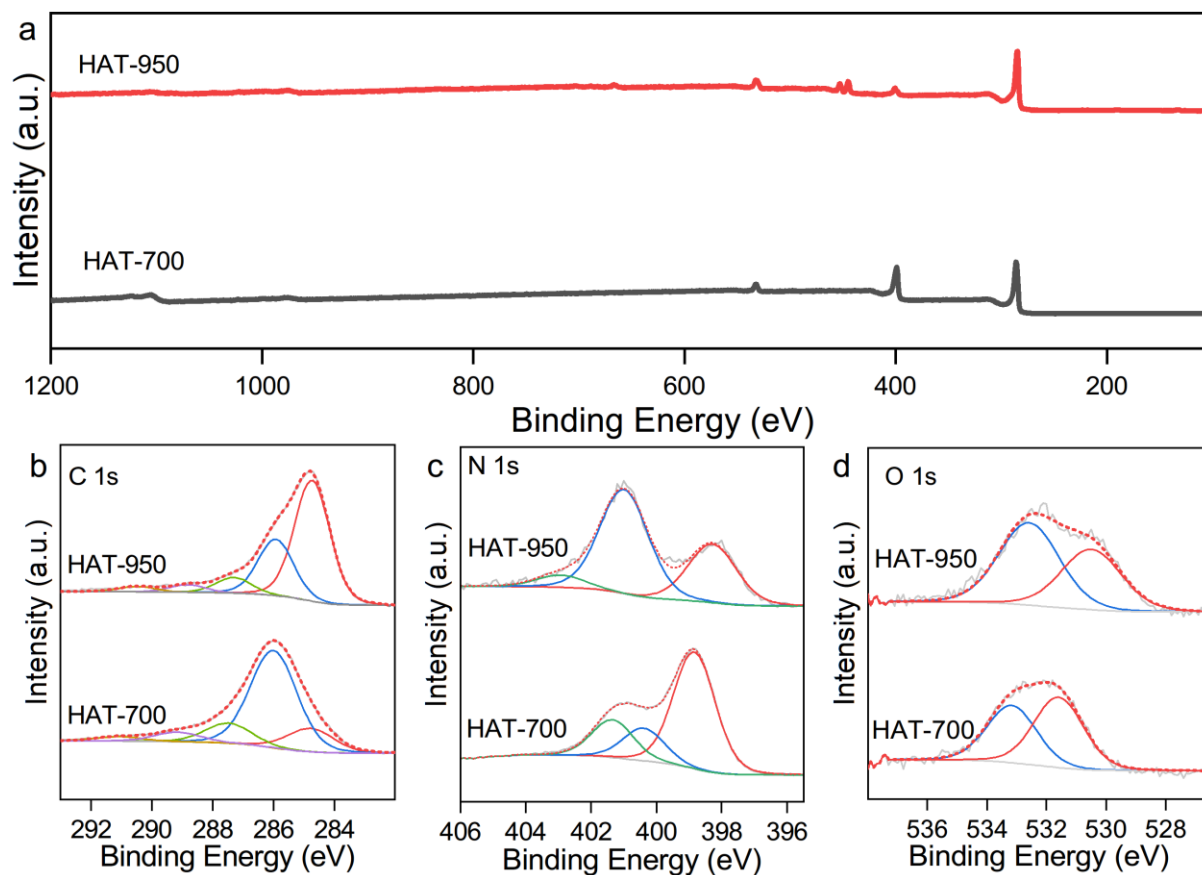 a
HAT-950
HAT-700
Intensity (a.u.)
1200 1000 800 600 400 200
Binding Energy (eV)
b
C 1s
HAT-950
HAT-700
Intensity (a.u.)
292 290 288 286 284
Binding Energy (eV)
c
N 1s
HAT-950
HAT-700
Intensity (a.u.)
406 404 402 400 398 396
Binding Energy (eV)
d
O 1s
HAT-950
HAT-700
Intensity (a.u.)
536 534 532 530 528
Binding Energy (eV)